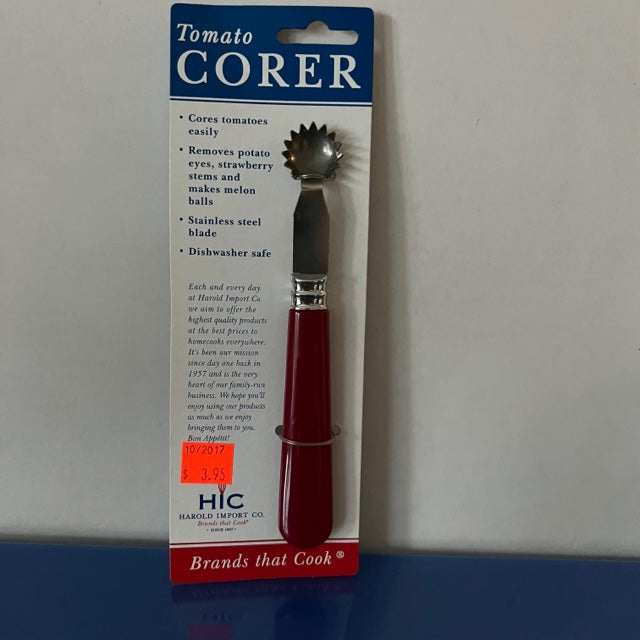 Tomato
CORER
• Cores tomatoes
easily
• Removes potato
eyes, strawberry
stems and
makes melon
balls
• Stainless steel
blade
• Dishwasher safe
Each and every day
at Harold Import Co.
we aim to offer the
highest quality products
at the best prices to
homecooks everywhere.
It's been our mission
since day one back in
1957 and is the very
heart of our family-run
business. We hope you'll
enjoy using our products
as much as we enjoy
bringing them to you.
Bon Appétit!
10/2017
$ 3.95
HIC
HAROLD IMPORT CO.
Brands that Cook®
• SINCE 1957 •
Brands that Cook®